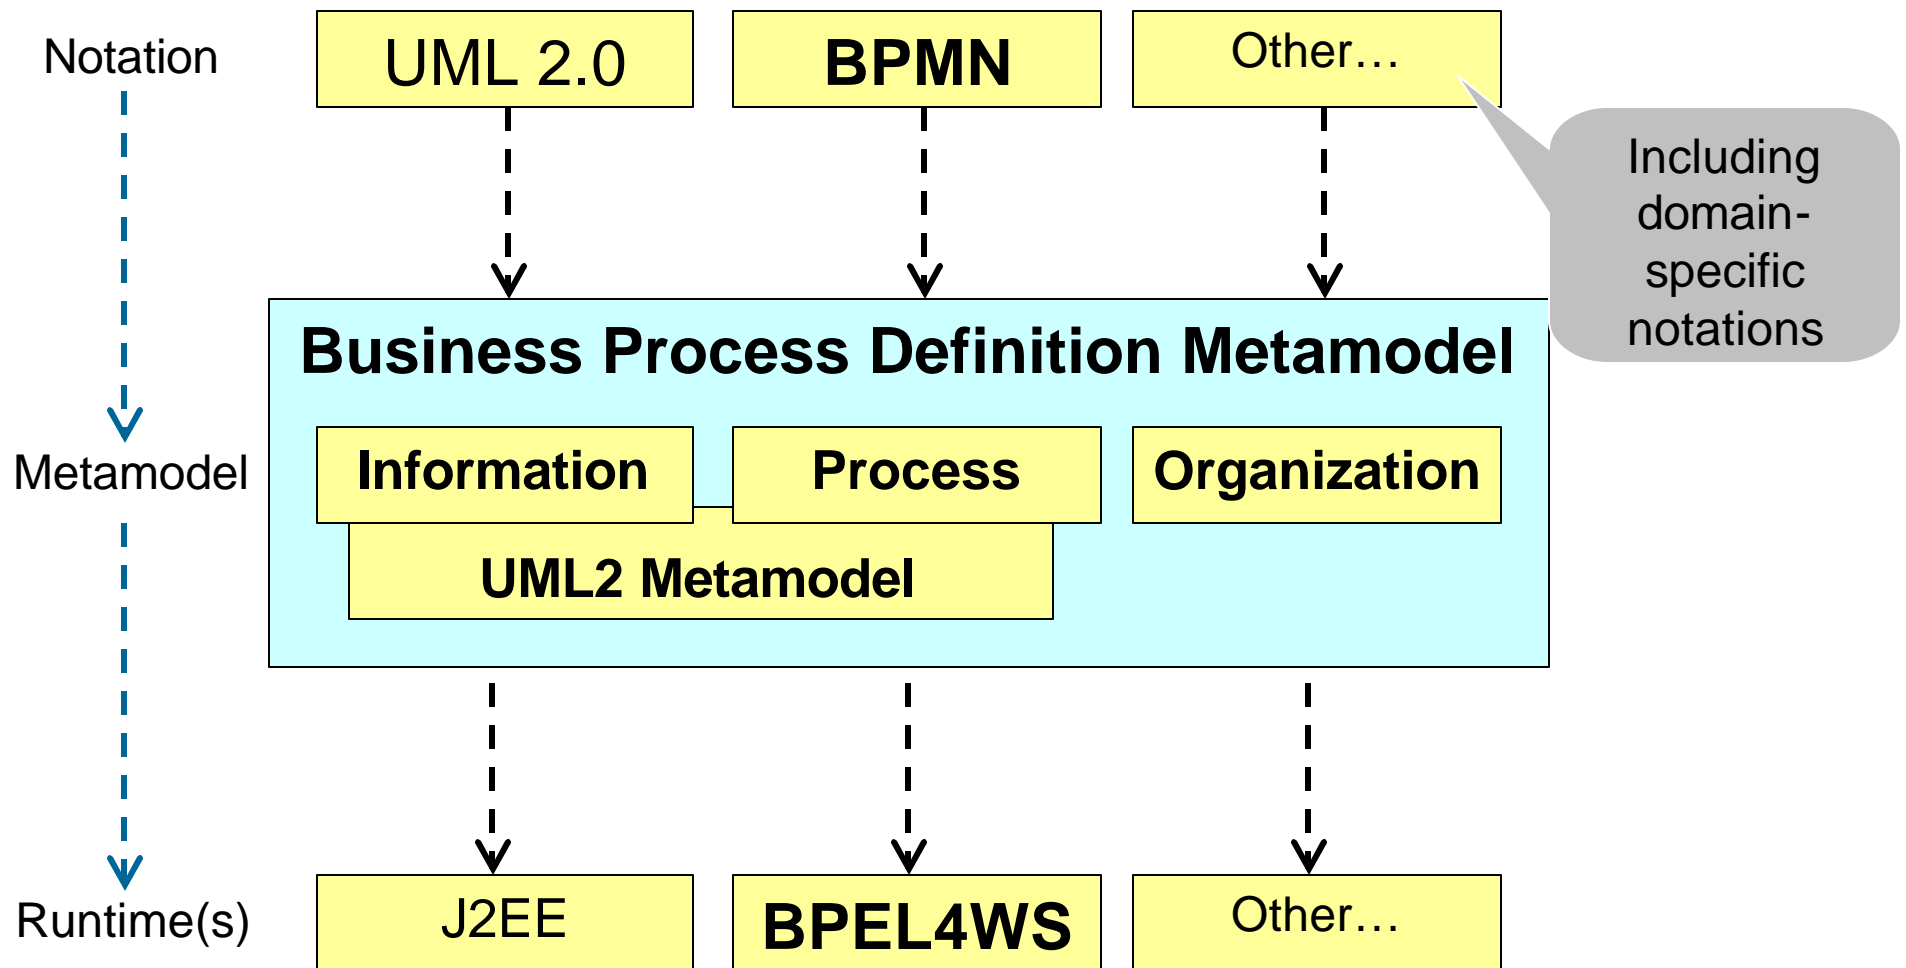 Notation
UML 2.0
BPMN
Other…
Including
domain-
specific
notations
Business Process Definition Metamodel
Metamodel
Information
Process
Organization
UML2 Metamodel
Runtime(s)
J2EE
BPEL4WS
Other…